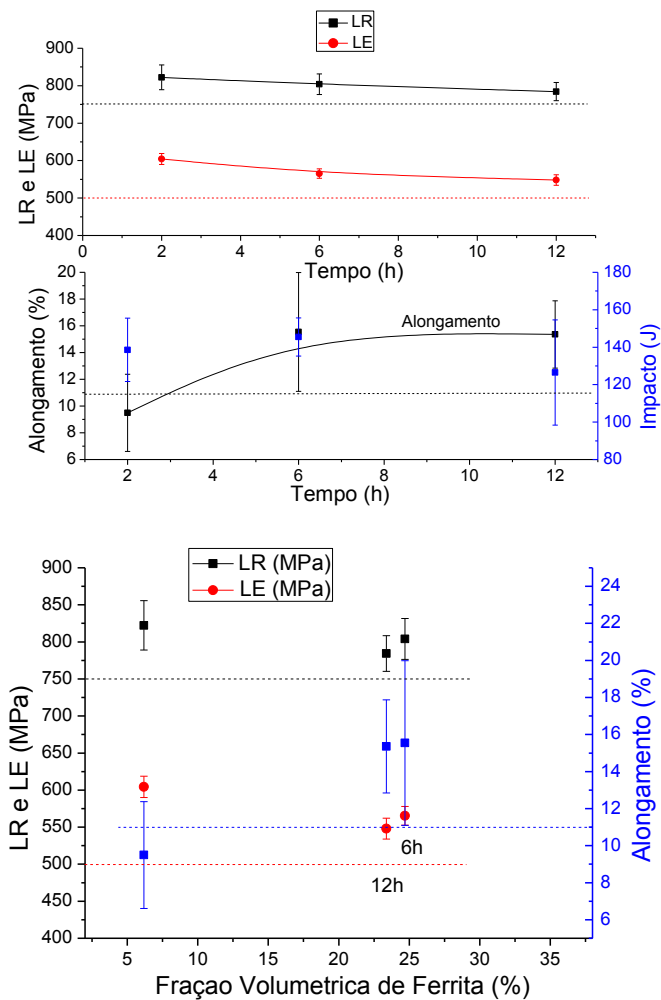 LR
LE
900
800
700
600
500
400
LR e LE (MPa)
0 2 4 6 8 10 12
Tempo (h)
20
18
16
14
12
10
8
6
Alongamento (%)
Alongamento
180
160
140
120
100
80
Impacto (J)
2 4 6 8 10 12
Tempo (h)
LR (MPa)
LE (MPa)
900
850
800
750
700
650
600
550
500
450
400
LR e LE (MPa)
24
22
20
18
16
14
12
10
8
6
Alongamento (%)
6h
12h
5 10 15 20 25 30 35
Fraçao Volumetrica de Ferrita (%)